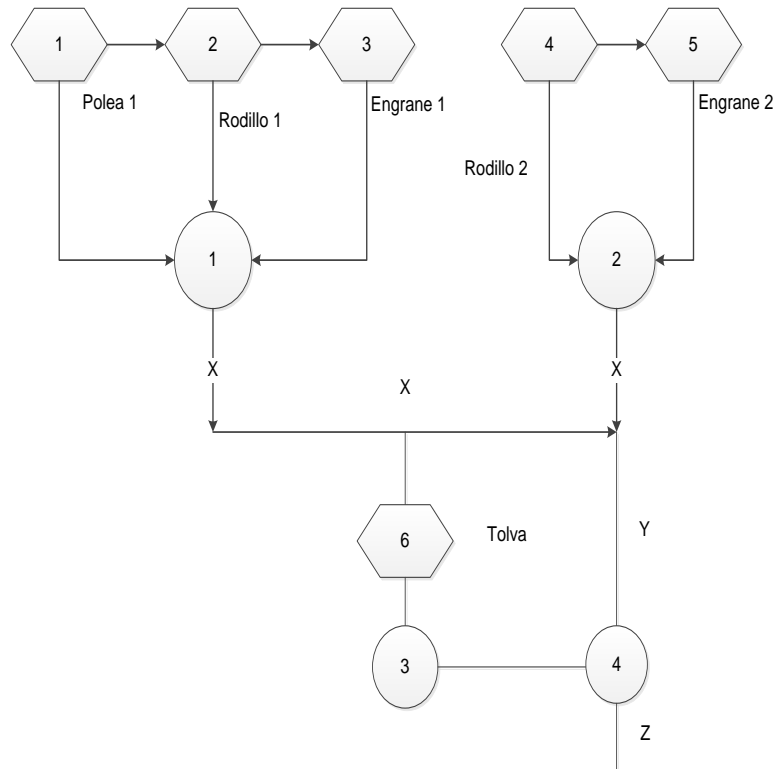 1
2
3
4
5
Polea 1
Rodillo 1
Engrane 1
Engrane 2
Rodillo 2
1
2
X
X
X
6
Tolva
Y
3
4
Z